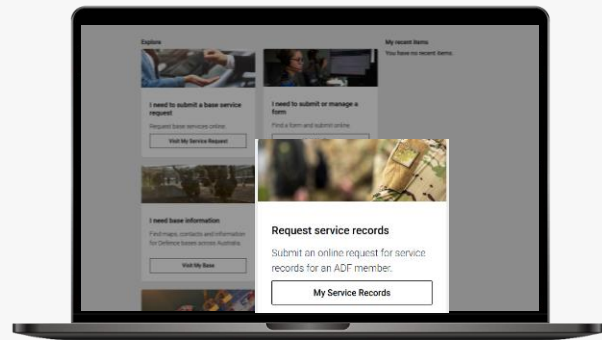 Explore
I need to submit a base service
request
Request base services online.
Visit My Service Request
I need to submit or manage a
form
Find a form and submit online.
My recent items
You have no recent items.
I need base information
Find maps, contacts and information
for Defence bases across Australia.
Visit My Base
Request service records
Submit an online request for service
records for an ADF member.
My Service Records